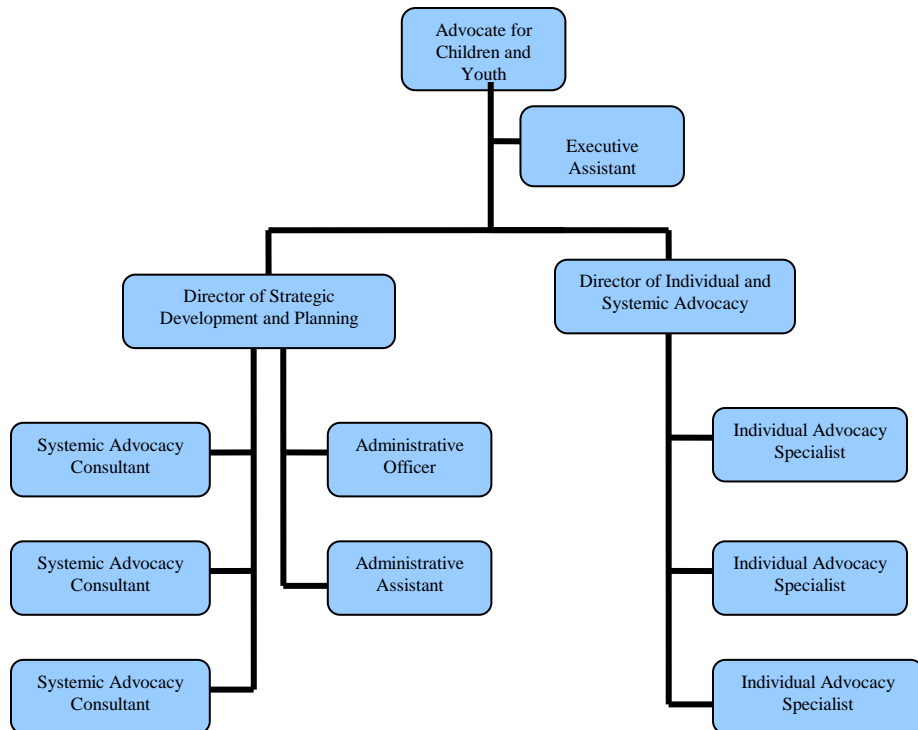 Advocate for
Children and
Youth
Executive
Assistant
Director of Strategic
Development and Planning
Director of Individual and
Systemic Advocacy
Systemic Advocacy
Consultant
Administrative
Officer
Individual Advocacy
Specialist
Systemic Advocacy
Consultant
Administrative
Assistant
Individual Advocacy
Specialist
Systemic Advocacy
Consultant
Individual Advocacy
Specialist